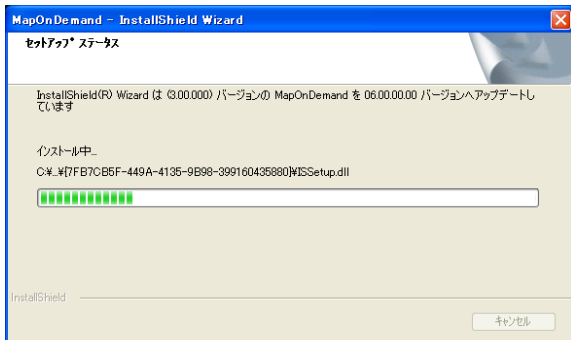 MapOnDemand - InstallShield Wizard
セットアップ ステータス
InstallShield(R) Wizard は (3.00.000) バージョンの MapOnDemand を 06.00.00.00 バージョンへアップデートし
ています
インストール中...
C:¥...¥{7FB7CB5F-449A-4135-9B98-399160435880}¥ISSetup.dll
InstallShield
キャンセル